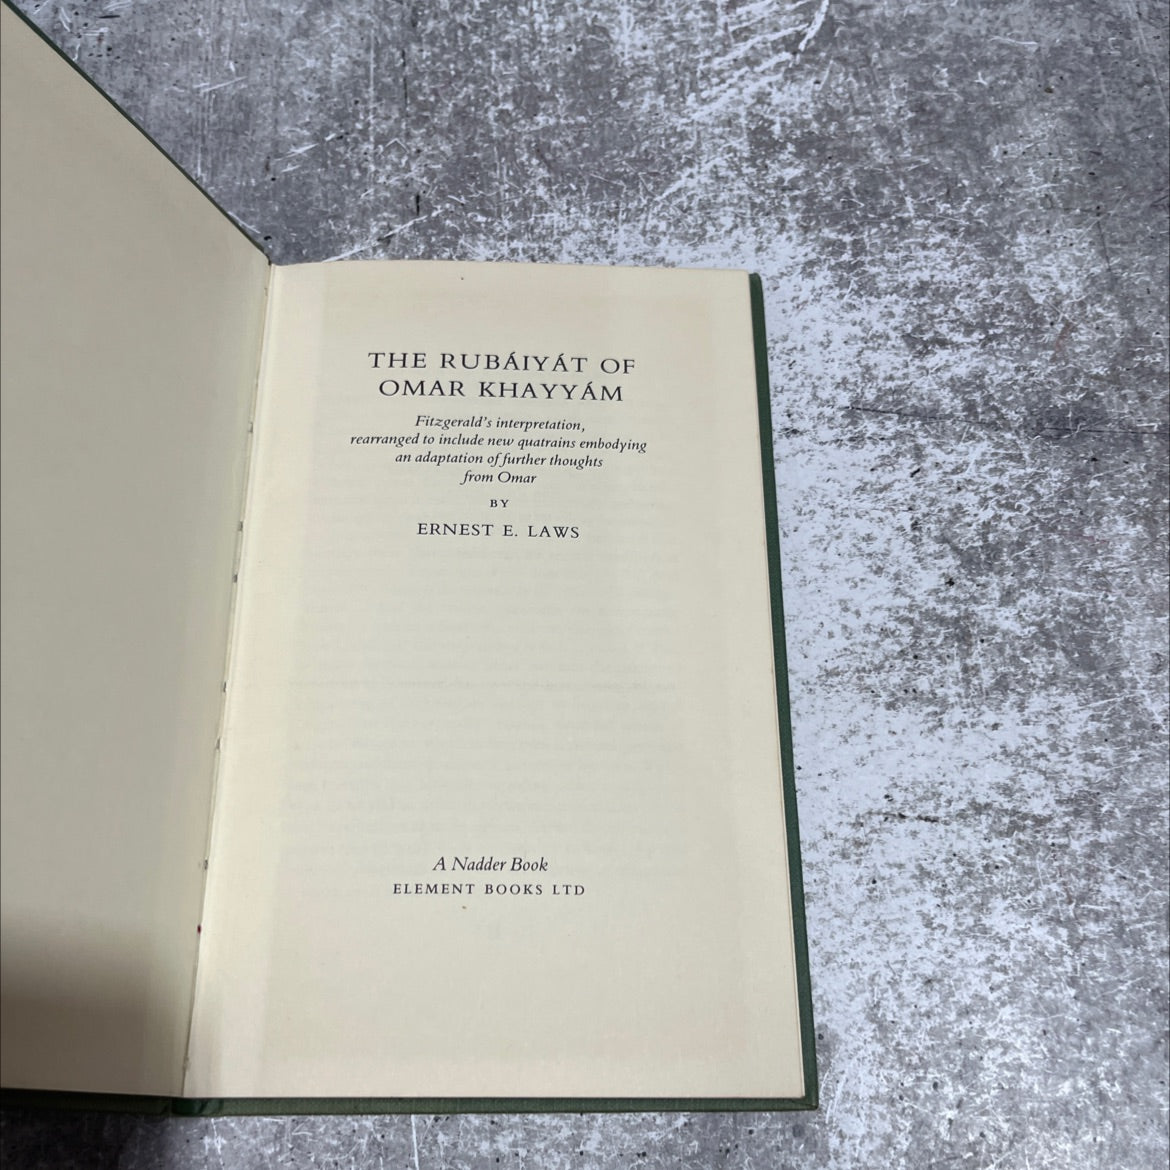 THE RUBÁIYÁT OF
OMAR KHAYYÁM
Fitzgerald's interpretation,
rearranged to include new quatrains embodying
an adaptation of further thoughts
from Omar
BY
ERNEST E. LAWS
A Nadder Book
ELEMENT BOOKS LTD